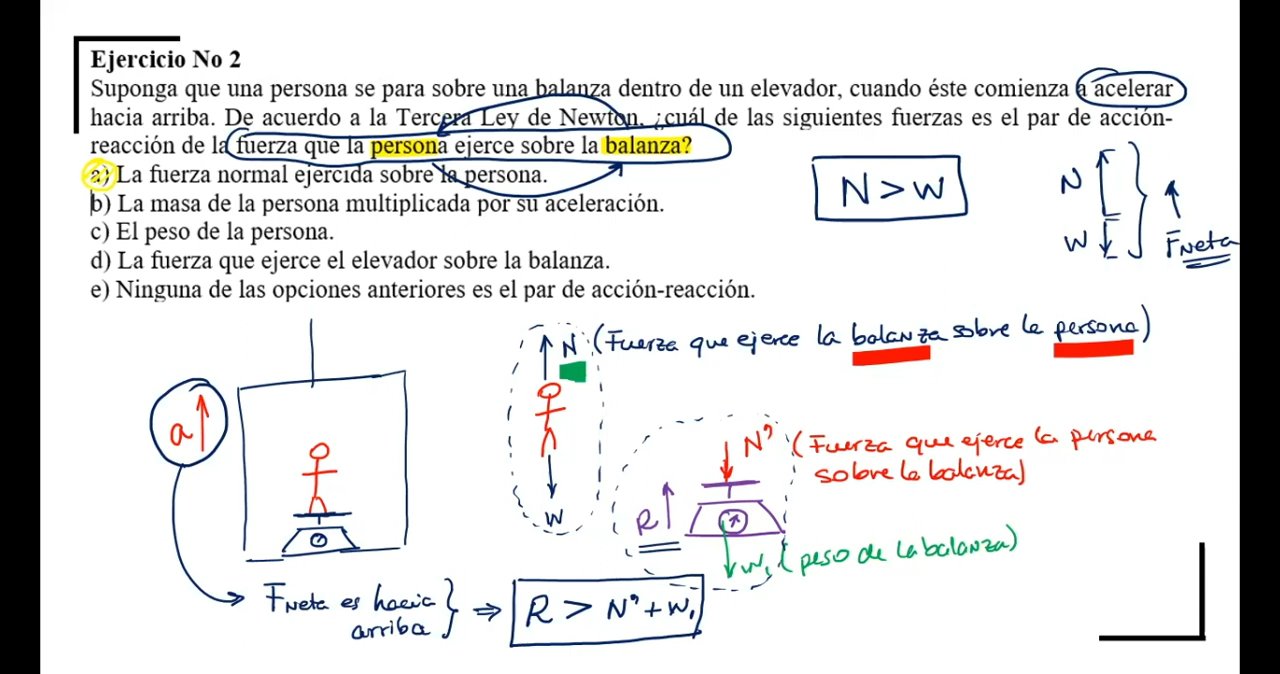 Ejercicio No 2
Suponga que una persona se para sobre una balanza dentro de un elevador, cuando éste comienza a acelerar
hacia arriba. De acuerdo a la Tercera Ley de Newton. ¿cuál de las siguientes fuerzas es el par de acción-
reacción de la fuerza que la persona ejerce sobre la balanza?
a) La fuerza normal ejercida sobre la persona.
b) La masa de la persona multiplicada por su aceleración.
c) El peso de la persona.
d) La fuerza que ejerce el elevador sobre la balanza.
e) Ninguna de las opciones anteriores es el par de acción-reacción.
N > W
N
W
FNeta
N (Fuerza que ejerce la balanza sobre la persona)
a
W
N' (Fuerza que ejerce la persona
sobre la balanza)
R
W₁ (peso de la balanza)
FNeta es hacia
arriba
⇒ R > N' + W₁